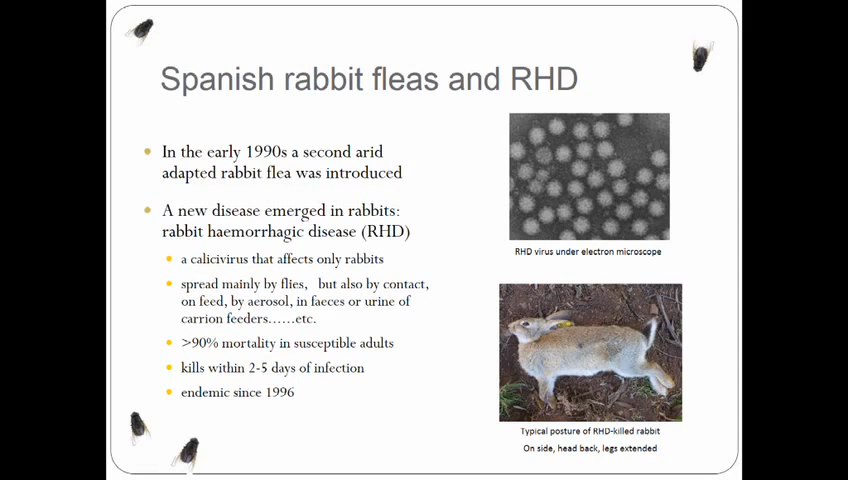 Spanish rabbit fleas and RHD
In the early 1990s a second arid
adapted rabbit flea was introduced
A new disease emerged in rabbits:
rabbit haemorrhagic disease (RHD)
a calicivirus that affects only rabbits
spread mainly by flies, but also by contact,
on feed, by aerosol, in faeces or urine of
carrion feeders……etc.
>90% mortality in susceptible adults
kills within 2-5 days of infection
endemic since 1996
RHD virus under electron microscope
Typical posture of RHD-killed rabbit
On side, head back, legs extended